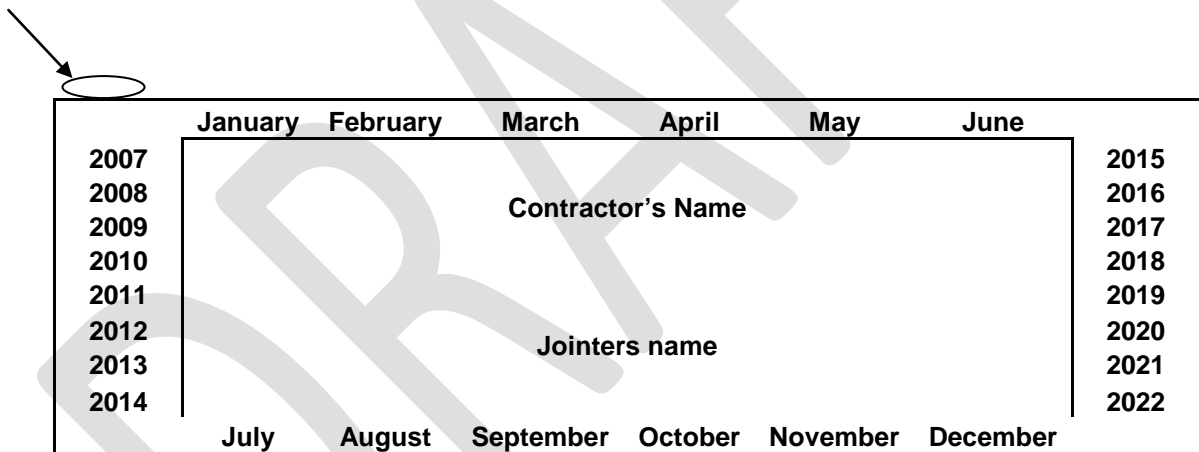 January February March April May June
2007 2015
2008 2016
Contractor's Name
2009 2017
2010 2018
2011 2019
2012 2020
Jointers name
2013 2021
2014 2022
July August September October November December
DRAF